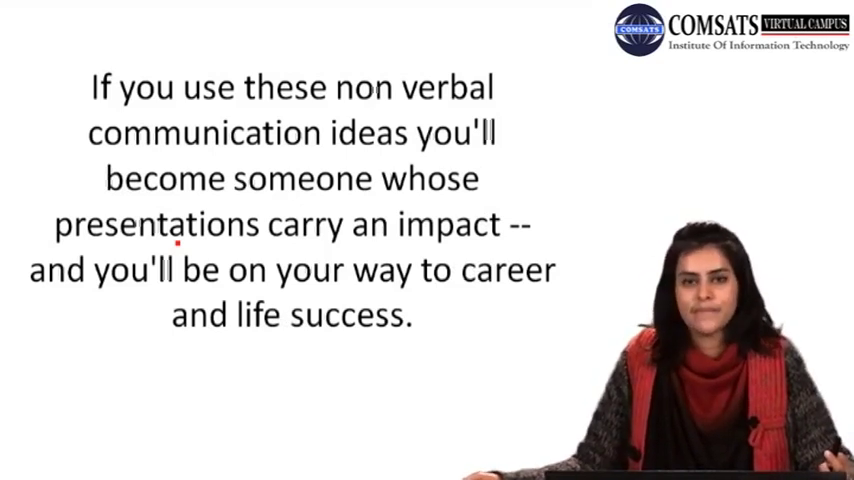 COMSATS VIRTUAL CAMPUS
COMSATS
Institute Of Information Technology
If you use these non verbal
communication ideas you'll
become someone whose
presentations carry an impact --
and you'll be on your way to career
and life success.